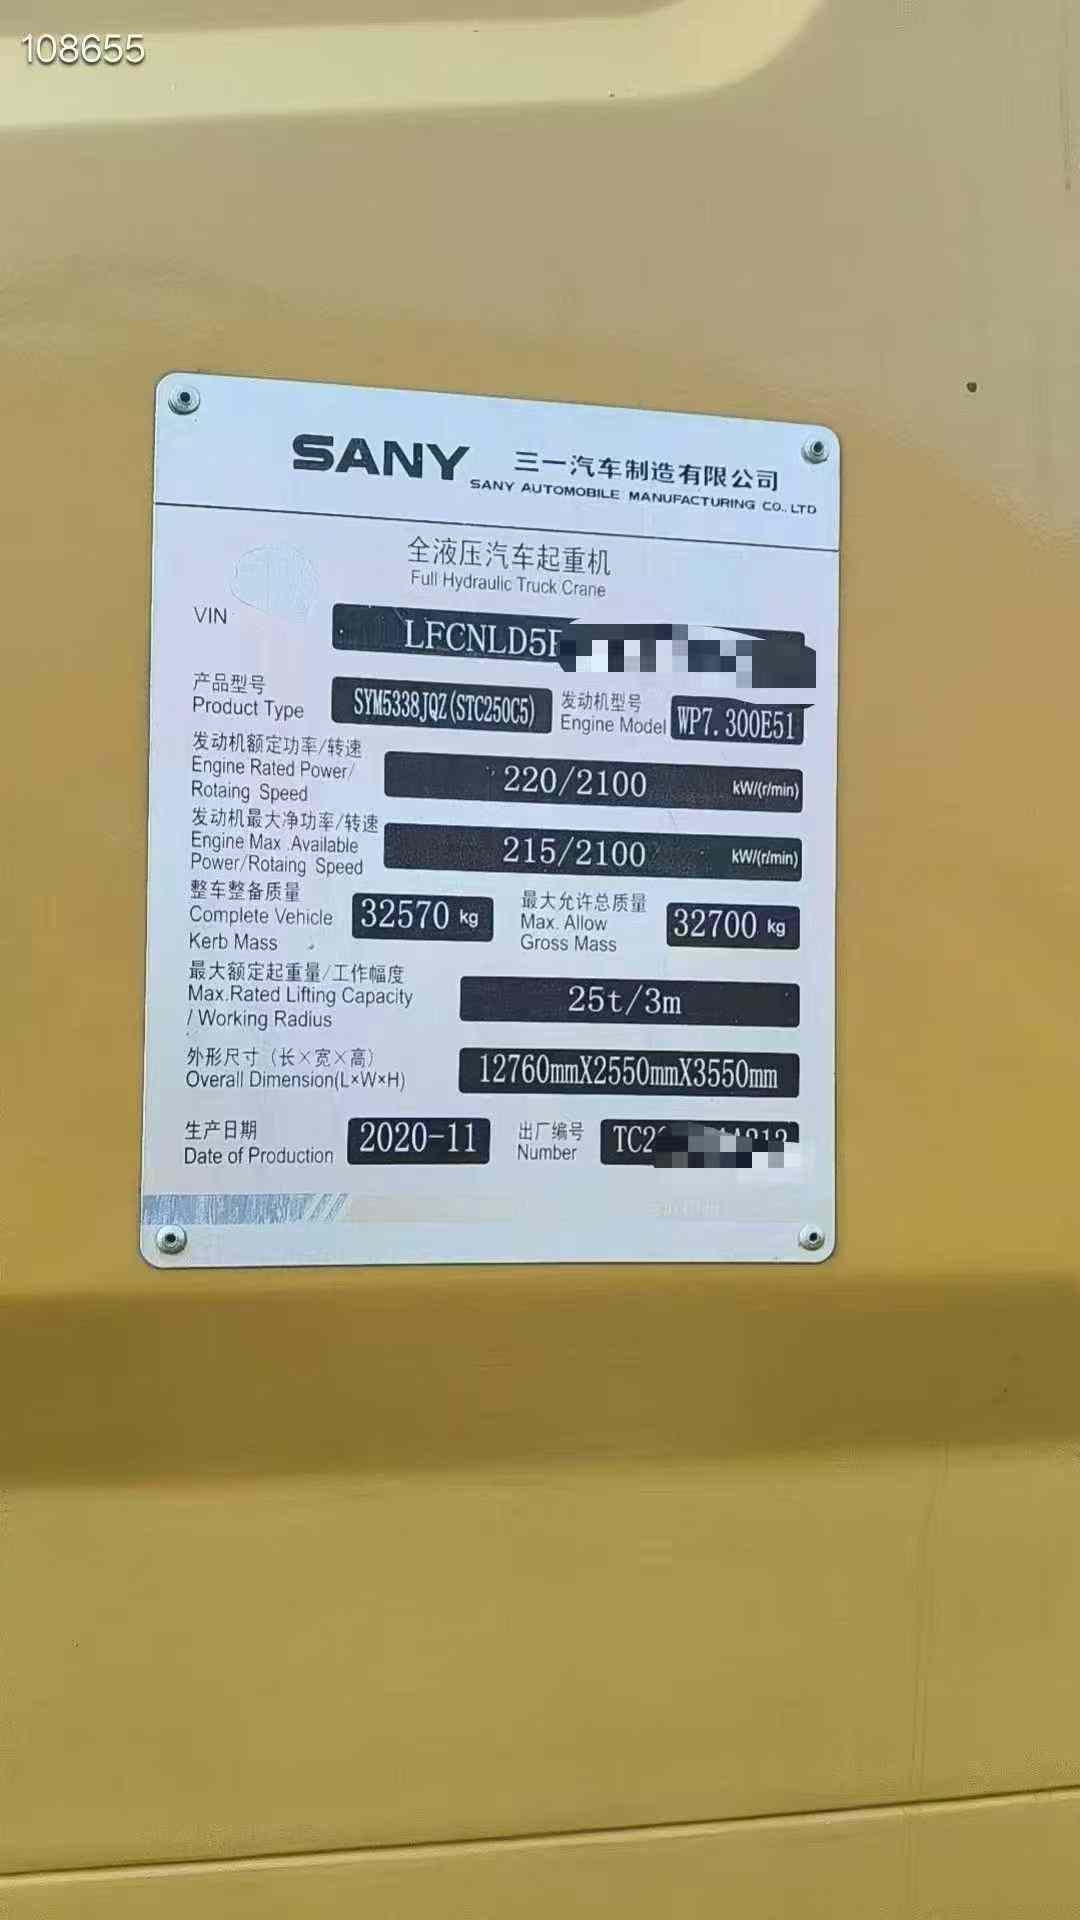 108655
SANY 三一汽车制造有限公司
SANY AUTOMOBILE MANUFACTURING CO., LTD
全液压汽车起重机
Full Hydraulic Truck Crane
VIN LFCNLD5
产品型号
Product Type SYM5338JQZ(STC250C5)
发动机型号
Engine Model WP7.300E51
发动机额定功率/转速
Engine Rated Power/
Rotaing Speed 220/2100 kW/(r/min)
发动机最大净功率/转速
Engine Max .Available
Power/Rotaing Speed 215/2100 kW/(r/min)
整车整备质量
Complete Vehicle
Kerb Mass 32570 kg
最大允许总质量
Max. Allow
Gross Mass 32700 kg
最大额定起重量/工作幅度
Max.Rated Lifting Capacity
/ Working Radius 25t/3m
外形尺寸（长×宽×高）
Overall Dimension(L×W×H) 12760mmX2550mmX3550mm
生产日期
Date of Production 2020-11
出厂编号
Number TC2